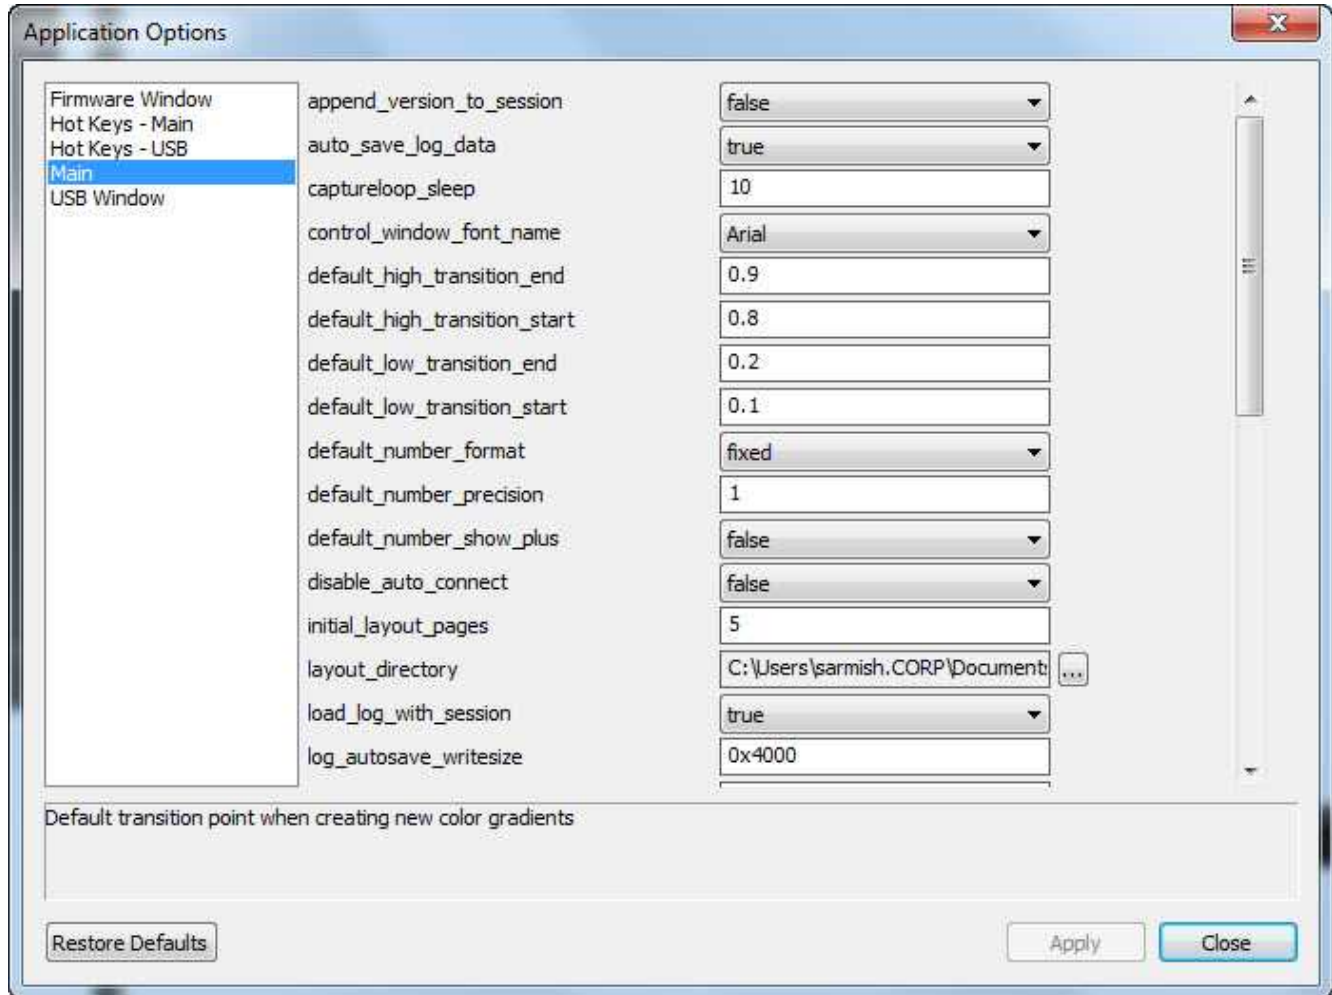 Application Options
Firmware Window
Hot Keys - Main
Hot Keys - USB
Main
USB Window
append_version_to_session false
auto_save_log_data true
captureloop_sleep 10
control_window_font_name Arial
default_high_transition_end 0.9
default_high_transition_start 0.8
default_low_transition_end 0.2
default_low_transition_start 0.1
default_number_format fixed
default_number_precision 1
default_number_show_plus false
disable_auto_connect false
initial_layout_pages 5
layout_directory C:\Users\sarmish.CORP\Documents ...
load_log_with_session true
log_autosave_writesize 0x4000
Default transition point when creating new color gradients
Restore Defaults Apply Close